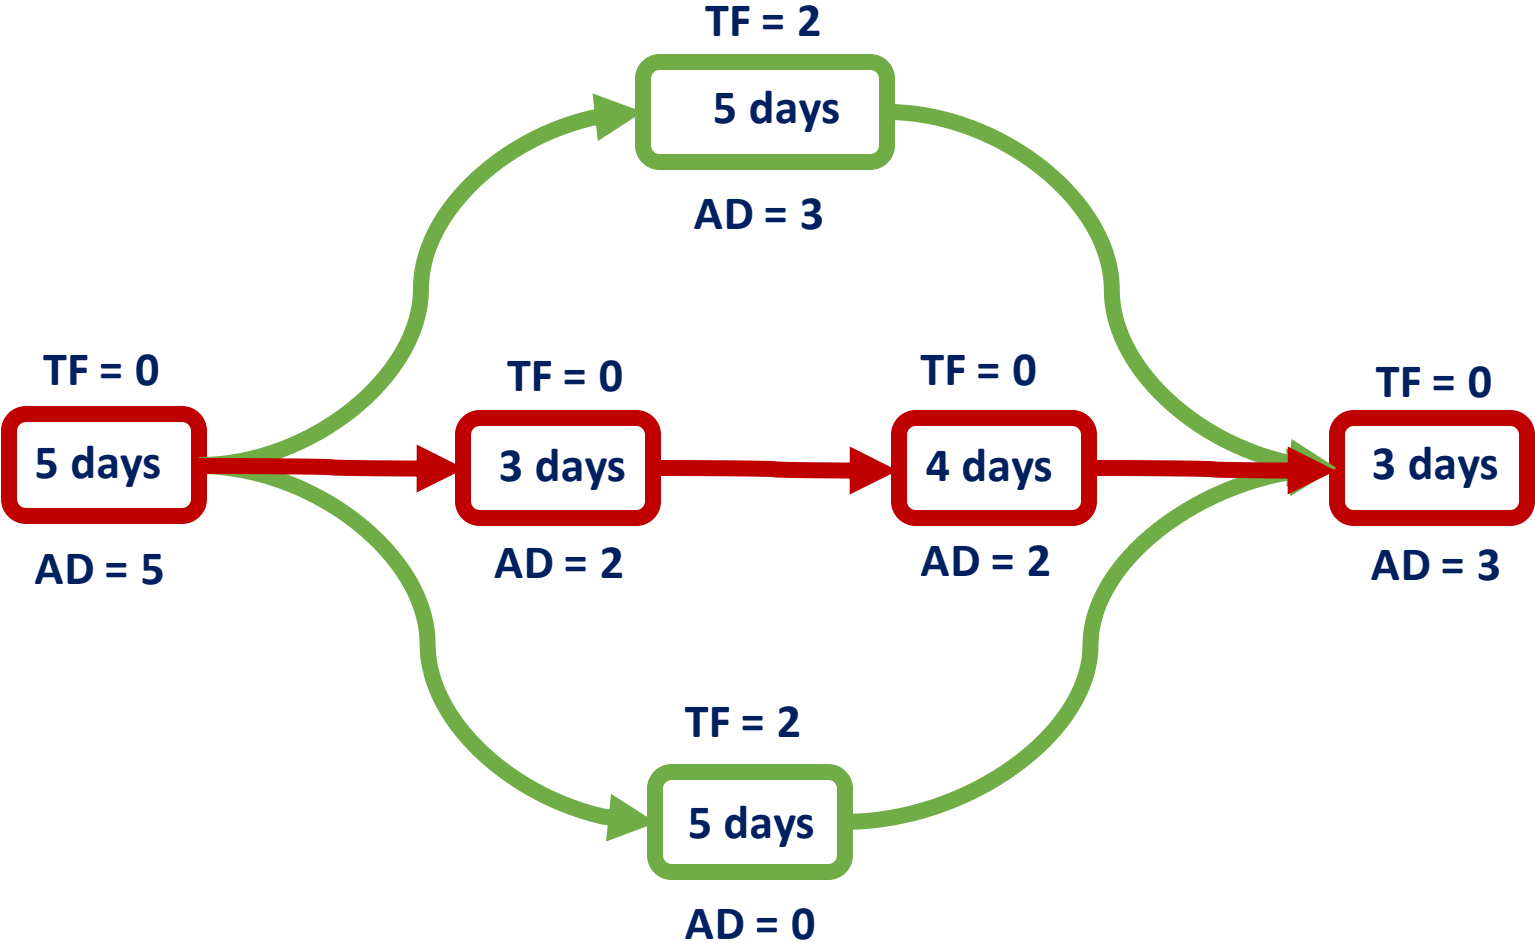 TF = 2
5 days
AD = 3
TF = 0
5 days
AD = 5
TF = 0
3 days
AD = 2
TF = 0
4 days
AD = 2
TF = 0
3 days
AD = 3
TF = 2
5 days
AD = 0